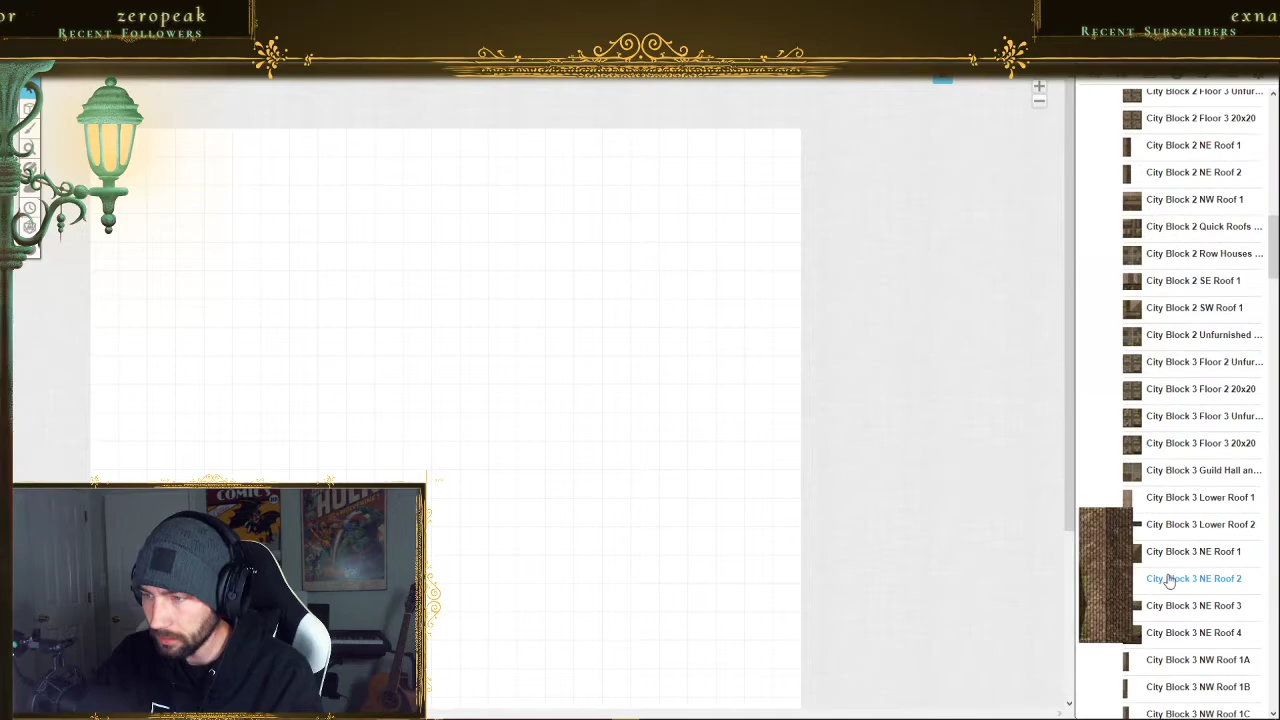 or
zeropeak
Recent Followers
exna
Recent Subscribers
City Block 2 Floor 3 Unfur...
City Block 2 Floor 3 20x20
City Block 2 NE Roof 1
City Block 2 NE Roof 2
City Block 2 NW Roof 1
City Block 2 Quick Roofs ...
City Block 2 Row Houses ...
City Block 2 SE Roof 1
City Block 2 SW Roof 1
City Block 3 Unfurnished ...
City Block 3 Floor 2 Unfur...
City Block 3 Floor 2 20x20
City Block 3 Floor 3 Unfur...
City Block 3 Floor 3 20x20
City Block 3 Guild Hall an...
City Block 3 Lower Roof 1
City Block 3 Lower Roof 2
City Block 3 NE Roof 1
City Block 3 NE Roof 2
City Block 3 NE Roof 3
City Block 3 NE Roof 4
City Block 3 NW Roof 1A
City Block 3 NW Roof 1B
City Block 3 NW Roof 1C
COMICS
HULK